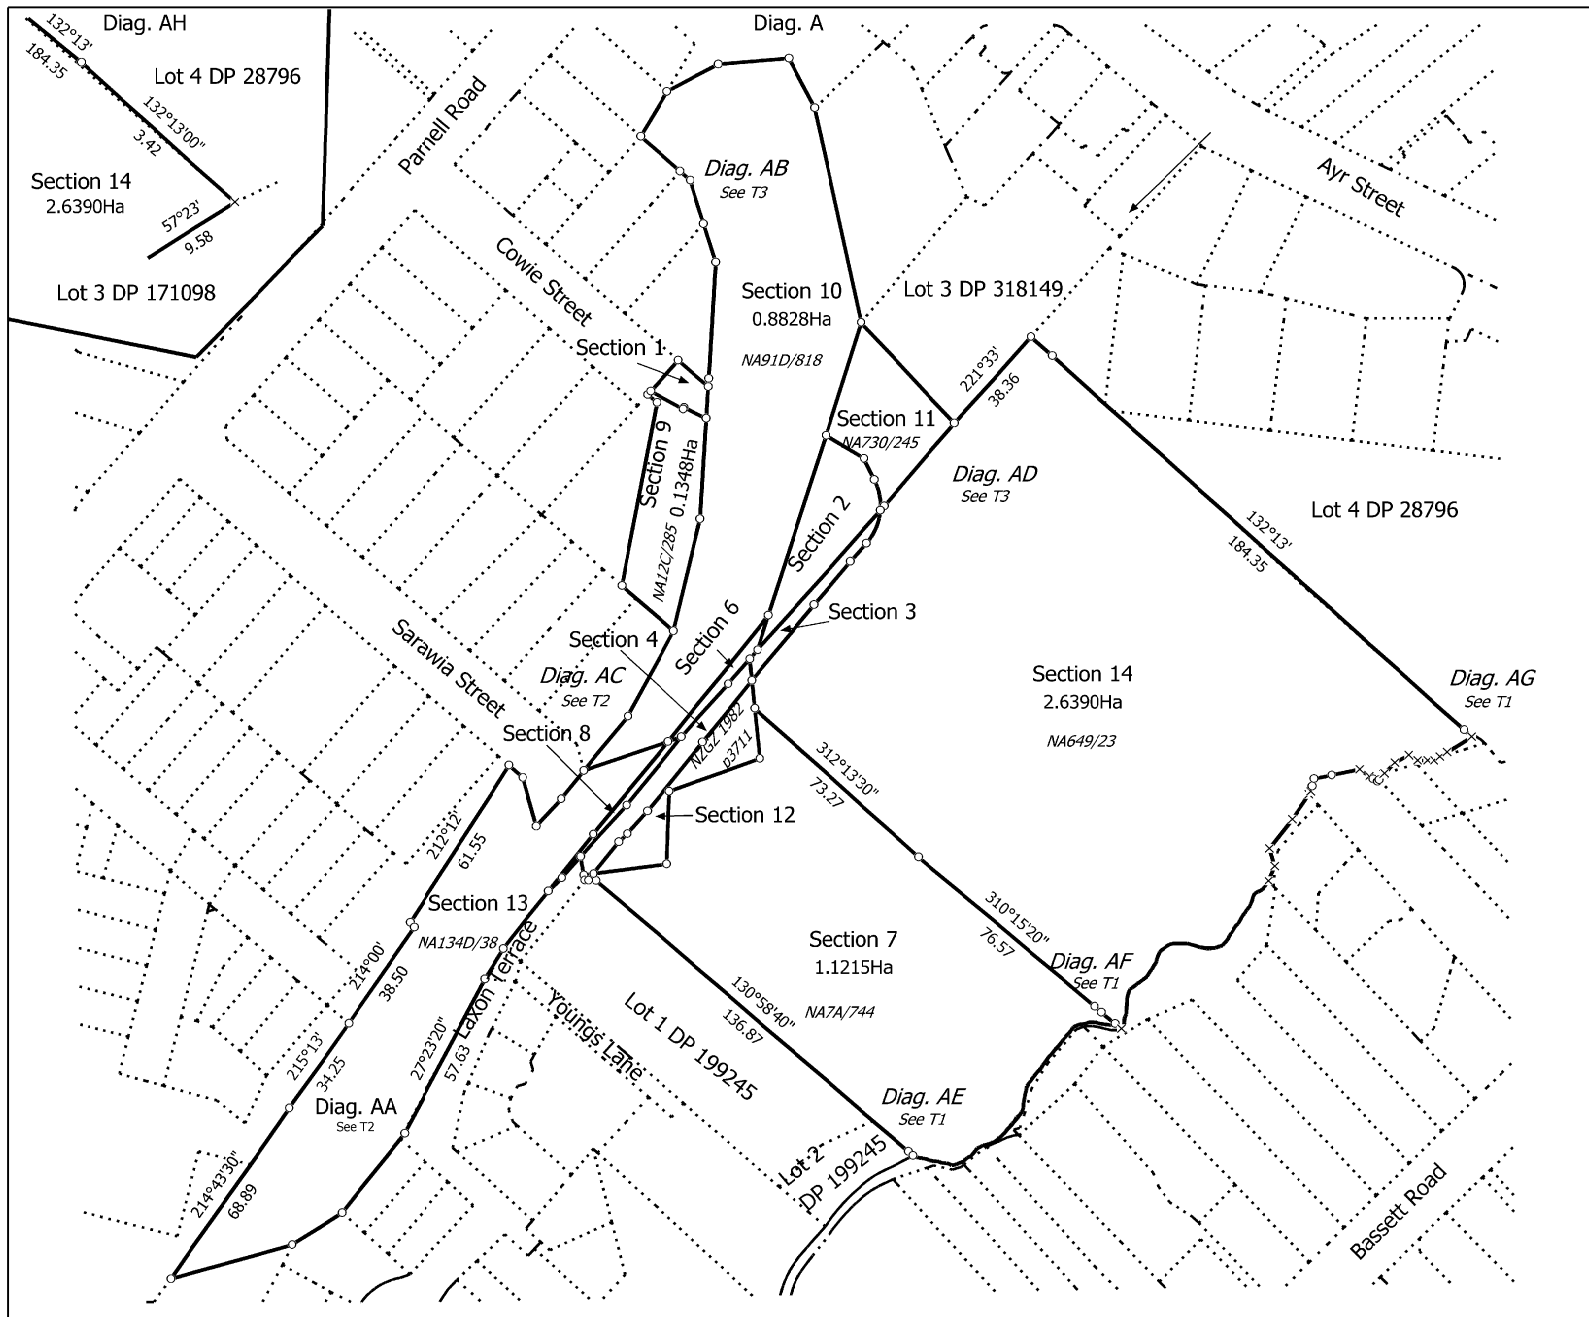 Diag. AH
132°13'
184.35
Lot 4 DP 28796
132°13'00"
3.42
Section 14
2.6390Ha
57°23'
9.58
Lot 3 DP 171098
Diag. A
Parnell Road
Diag. AB
See T3
Ayr Street
Cowie Street
Section 10
0.8828Ha
NA91D/818
Lot 3 DP 318149
Section 1
221°33'
38.36
Section 11
NA730/245
Section 9
0.1348Ha
NA12C/285
Section 2
Diag. AD
See T3
Lot 4 DP 28796
132°13'
184.35
Section 3
Section 4
Section 6
Sarawia Street
Diag. AC
See T2
Section 14
2.6390Ha
NA649/23
Diag. AG
See T1
Section 8
NZGZ 1982
p3711
312°13'30"
73.27
Section 12
212°12'
61.55
Section 13
NA134D/38
Laxon Terrace
310°15'20"
76.57
Section 7
1.1215Ha
NA7A/744
Diag. AF
See T1
214°00'
38.50
130°58'40"
136.87
Youngs Lane
Lot 1 DP 199245
215°13'
34.25
27°23'20"
57.63
Diag. AA
See T2
Diag. AE
See T1
Lot 2
DP 199245
214°43'30"
68.89
Bassett Road